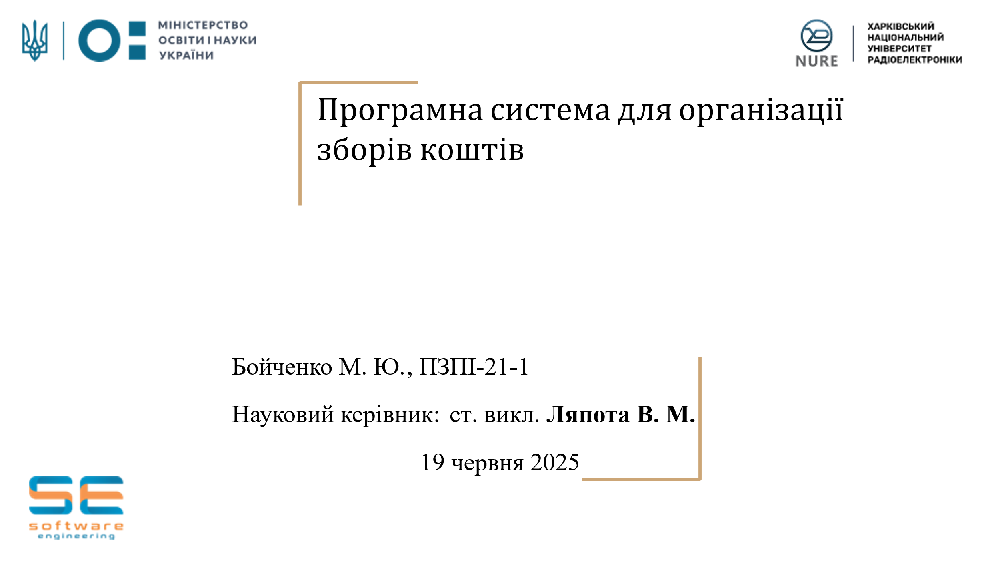 МІНІСТЕРСТВО
ОСВІТИ І НАУКИ
УКРАЇНИ
NURE
ХАРКІВСЬКИЙ
НАЦІОНАЛЬНИЙ
УНІВЕРСИТЕТ
РАДІОЕЛЕКТРОНІКИ
Програмна система для організації
зборів коштів
Бойченко М. Ю., ПЗПІ-21-1
Науковий керівник: ст. викл. Ляпота В. М.
19 червня 2025
SE
software
engineering